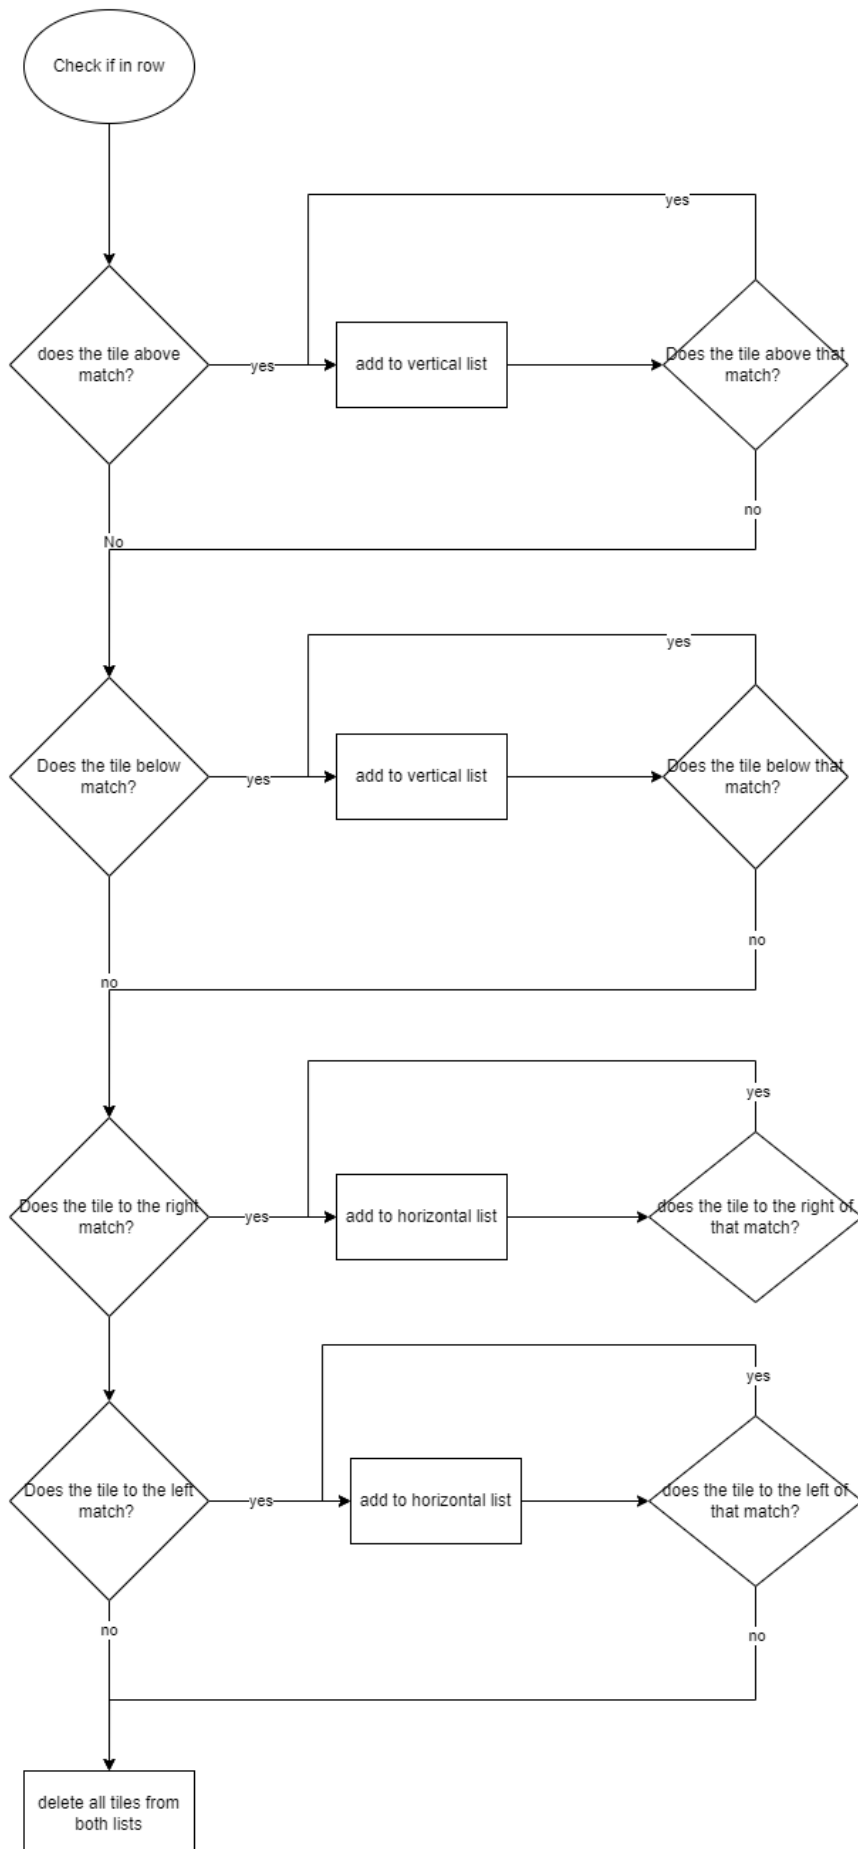 Check if in row
yes
does the tile above
match?
yes
add to vertical list
Does the tile above that
match?
no
No
yes
Does the tile below
match?
yes
add to vertical list
Does the tile below that
match?
no
no
yes
Does the tile to the right
match?
yes
add to horizontal list
does the tile to the right of
that match?
yes
Does the tile to the left
match?
yes
add to horizontal list
does the tile to the left of
that match?
no
no
delete all tiles from
both lists